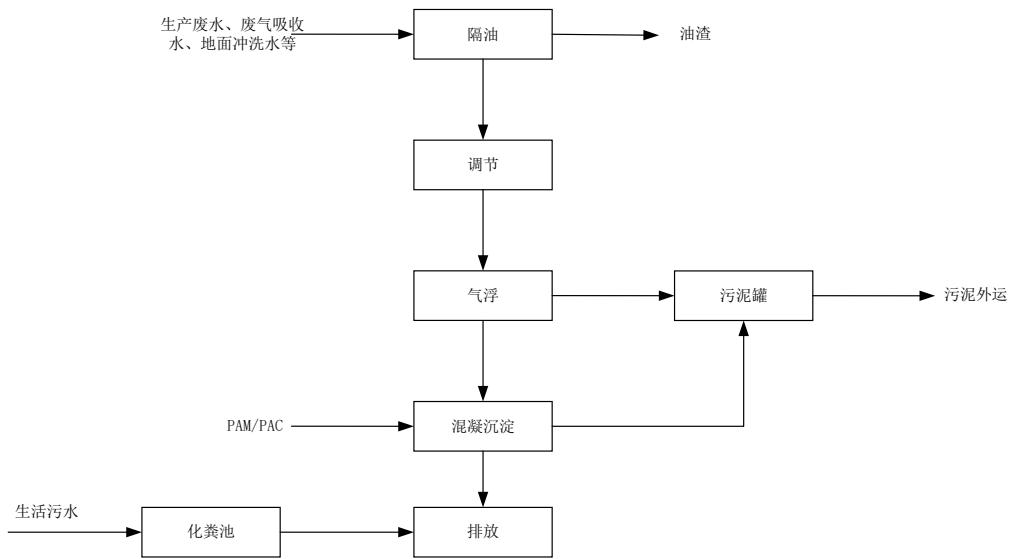 生产废水、废气吸收
水、地面冲洗水等
隔油
油渣
调节
气浮
污泥罐
污泥外运
PAM/PAC
混凝沉淀
生活污水
化粪池
排放